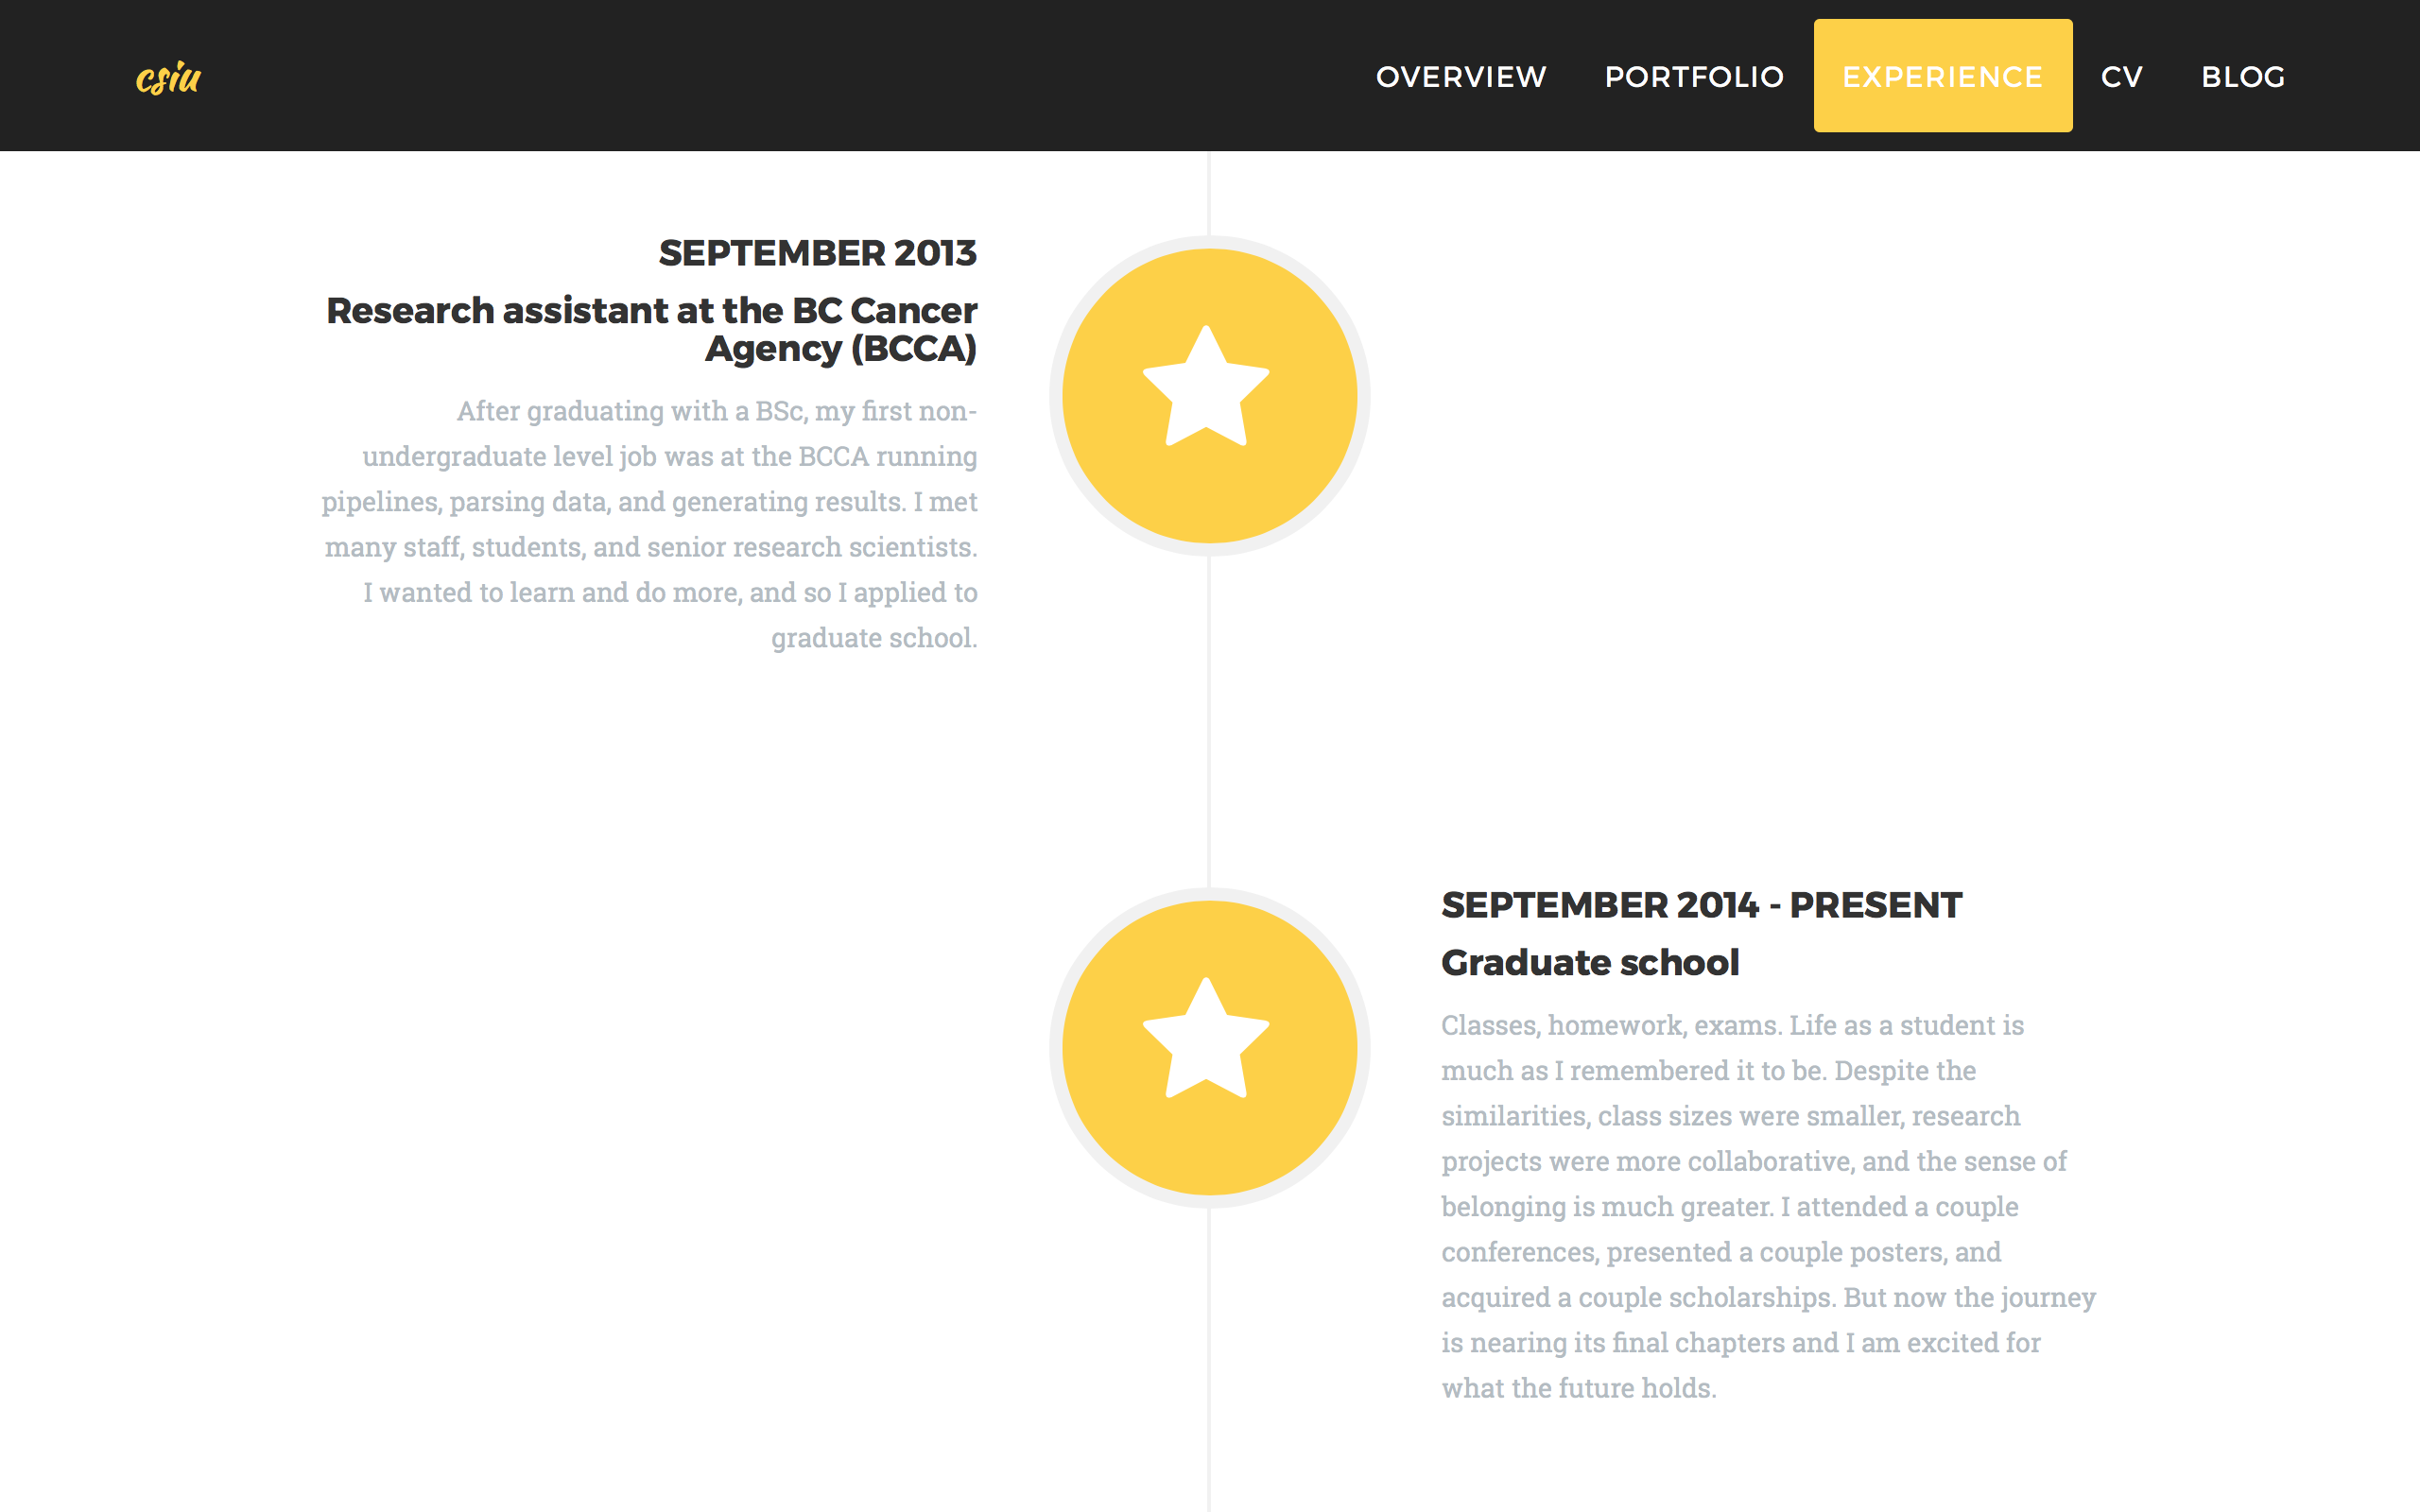 csiu
OVERVIEW PORTFOLIO EXPERIENCE CV BLOG
SEPTEMBER 2013
Research assistant at the BC Cancer
Agency (BCCA)
After graduating with a BSc, my first non-
undergraduate level job was at the BCCA running
pipelines, parsing data, and generating results. I met
many staff, students, and senior research scientists.
I wanted to learn and do more, and so I applied to
graduate school.
SEPTEMBER 2014 - PRESENT
Graduate school
Classes, homework, exams. Life as a student is
much as I remembered it to be. Despite the
similarities, class sizes were smaller, research
projects were more collaborative, and the sense of
belonging is much greater. I attended a couple
conferences, presented a couple posters, and
acquired a couple scholarships. But now the journey
is nearing its final chapters and I am excited for
what the future holds.